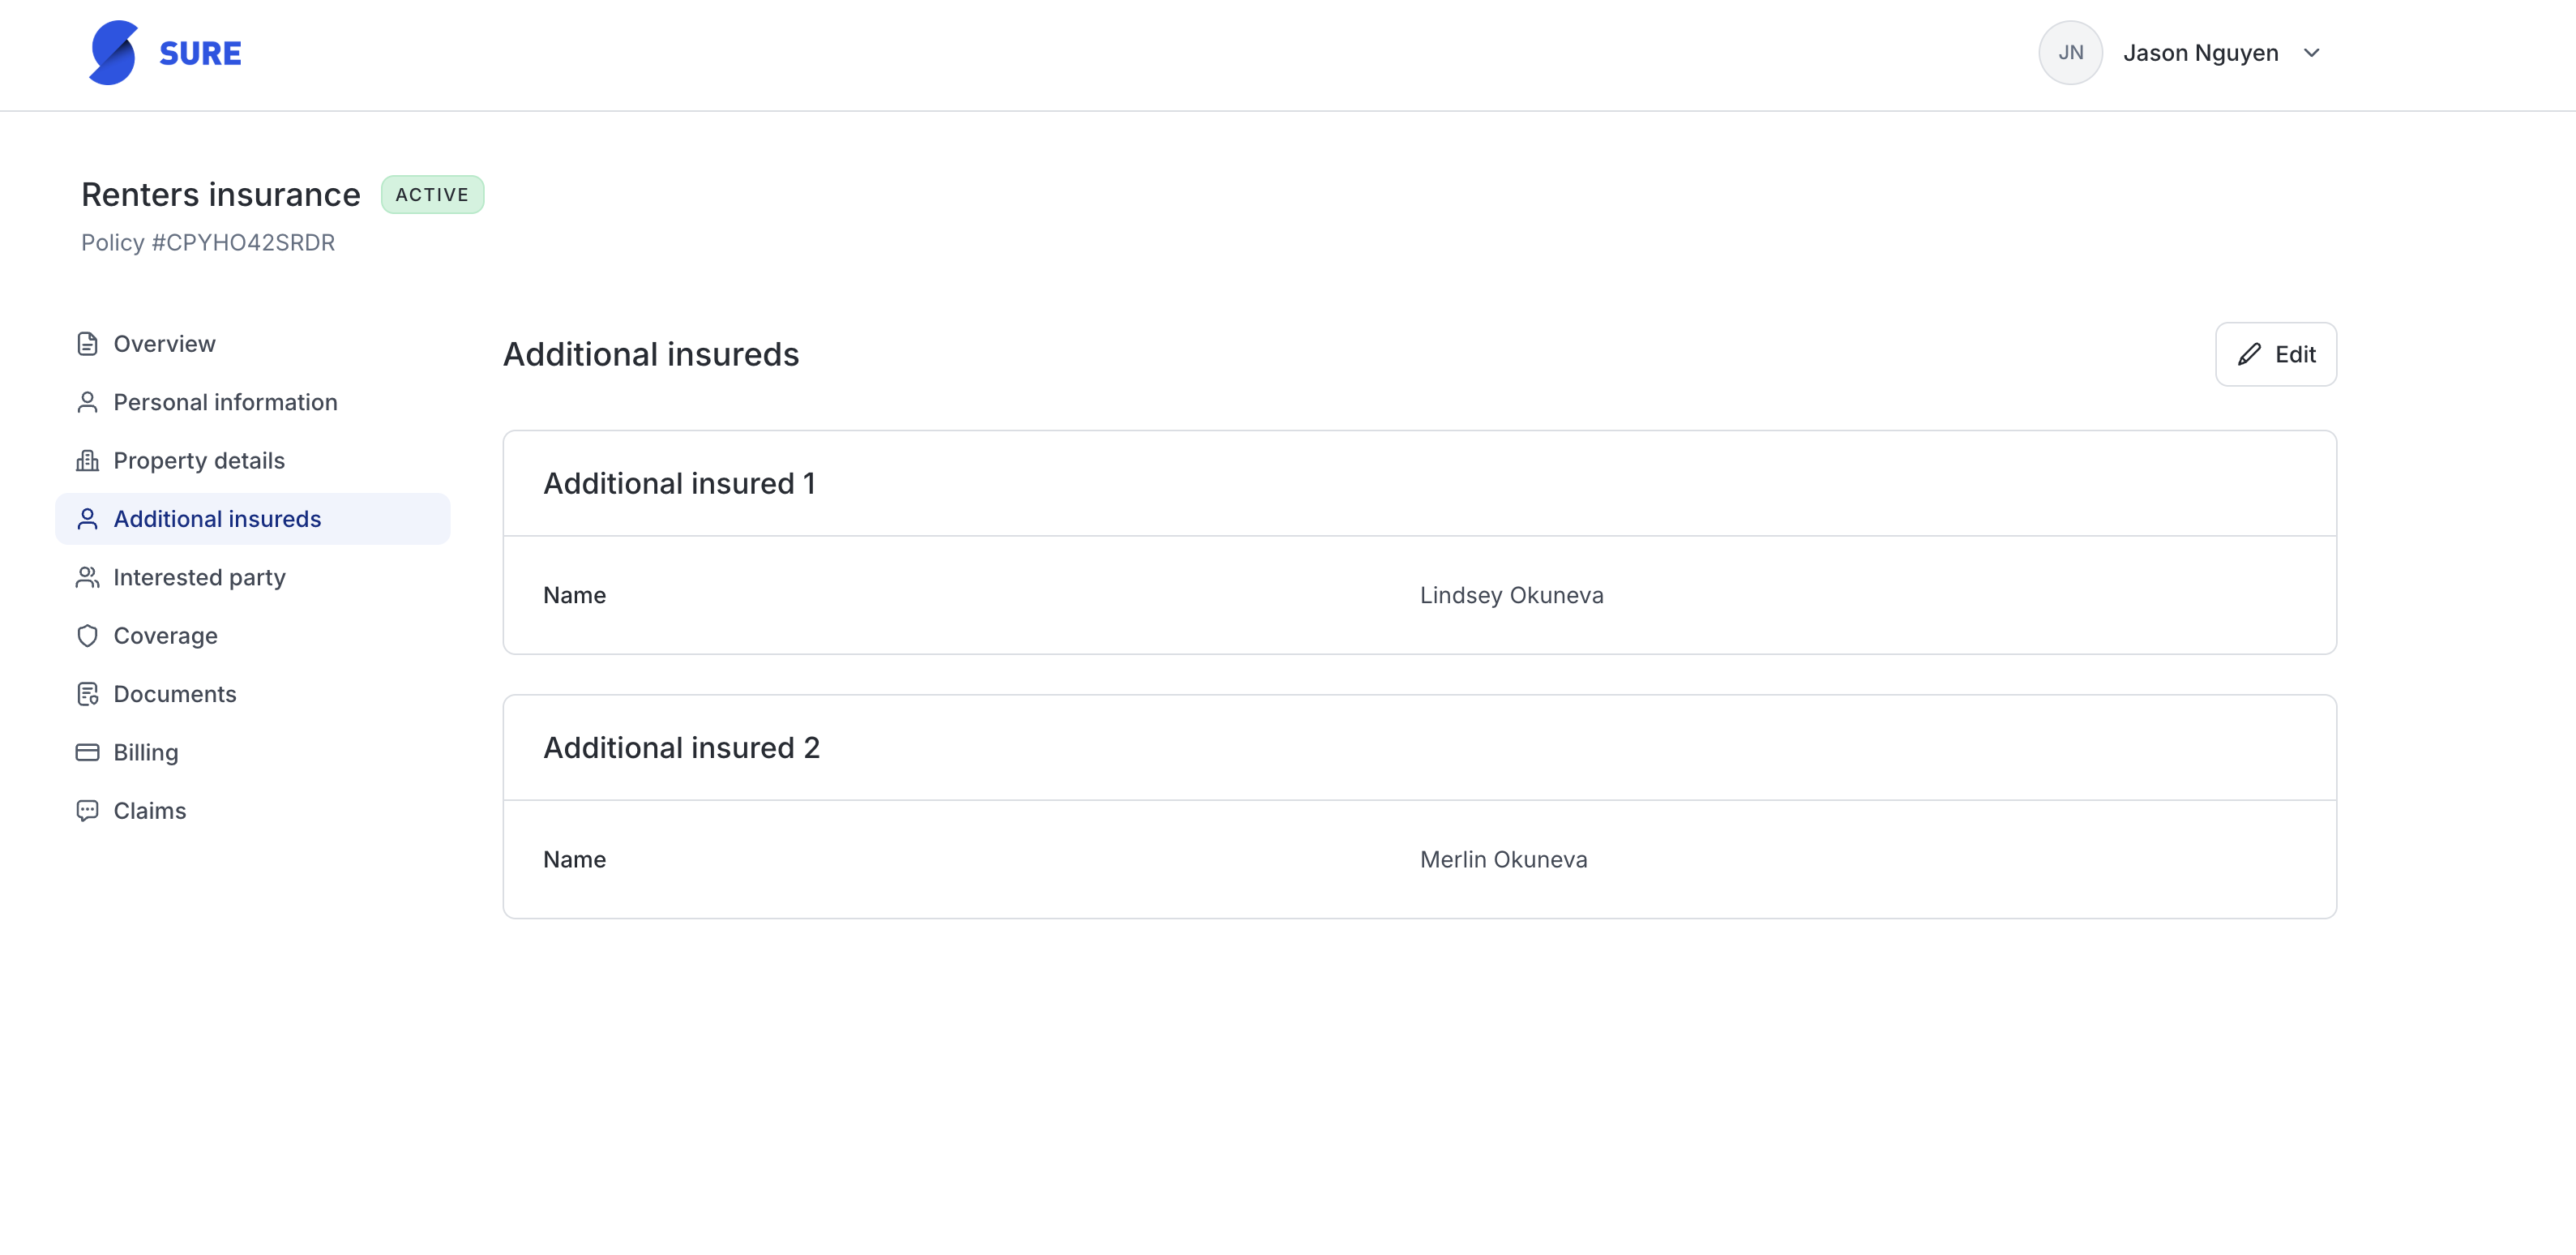 SURE
JN Jason Nguyen
Renters insurance ACTIVE
Policy #CPYHO42SRDR
Overview
Personal information
Property details
Additional insureds
Interested party
Coverage
Documents
Billing
Claims
Additional insureds
Edit
Additional insured 1
Name Lindsey Okuneva
Additional insured 2
Name Merlin Okuneva